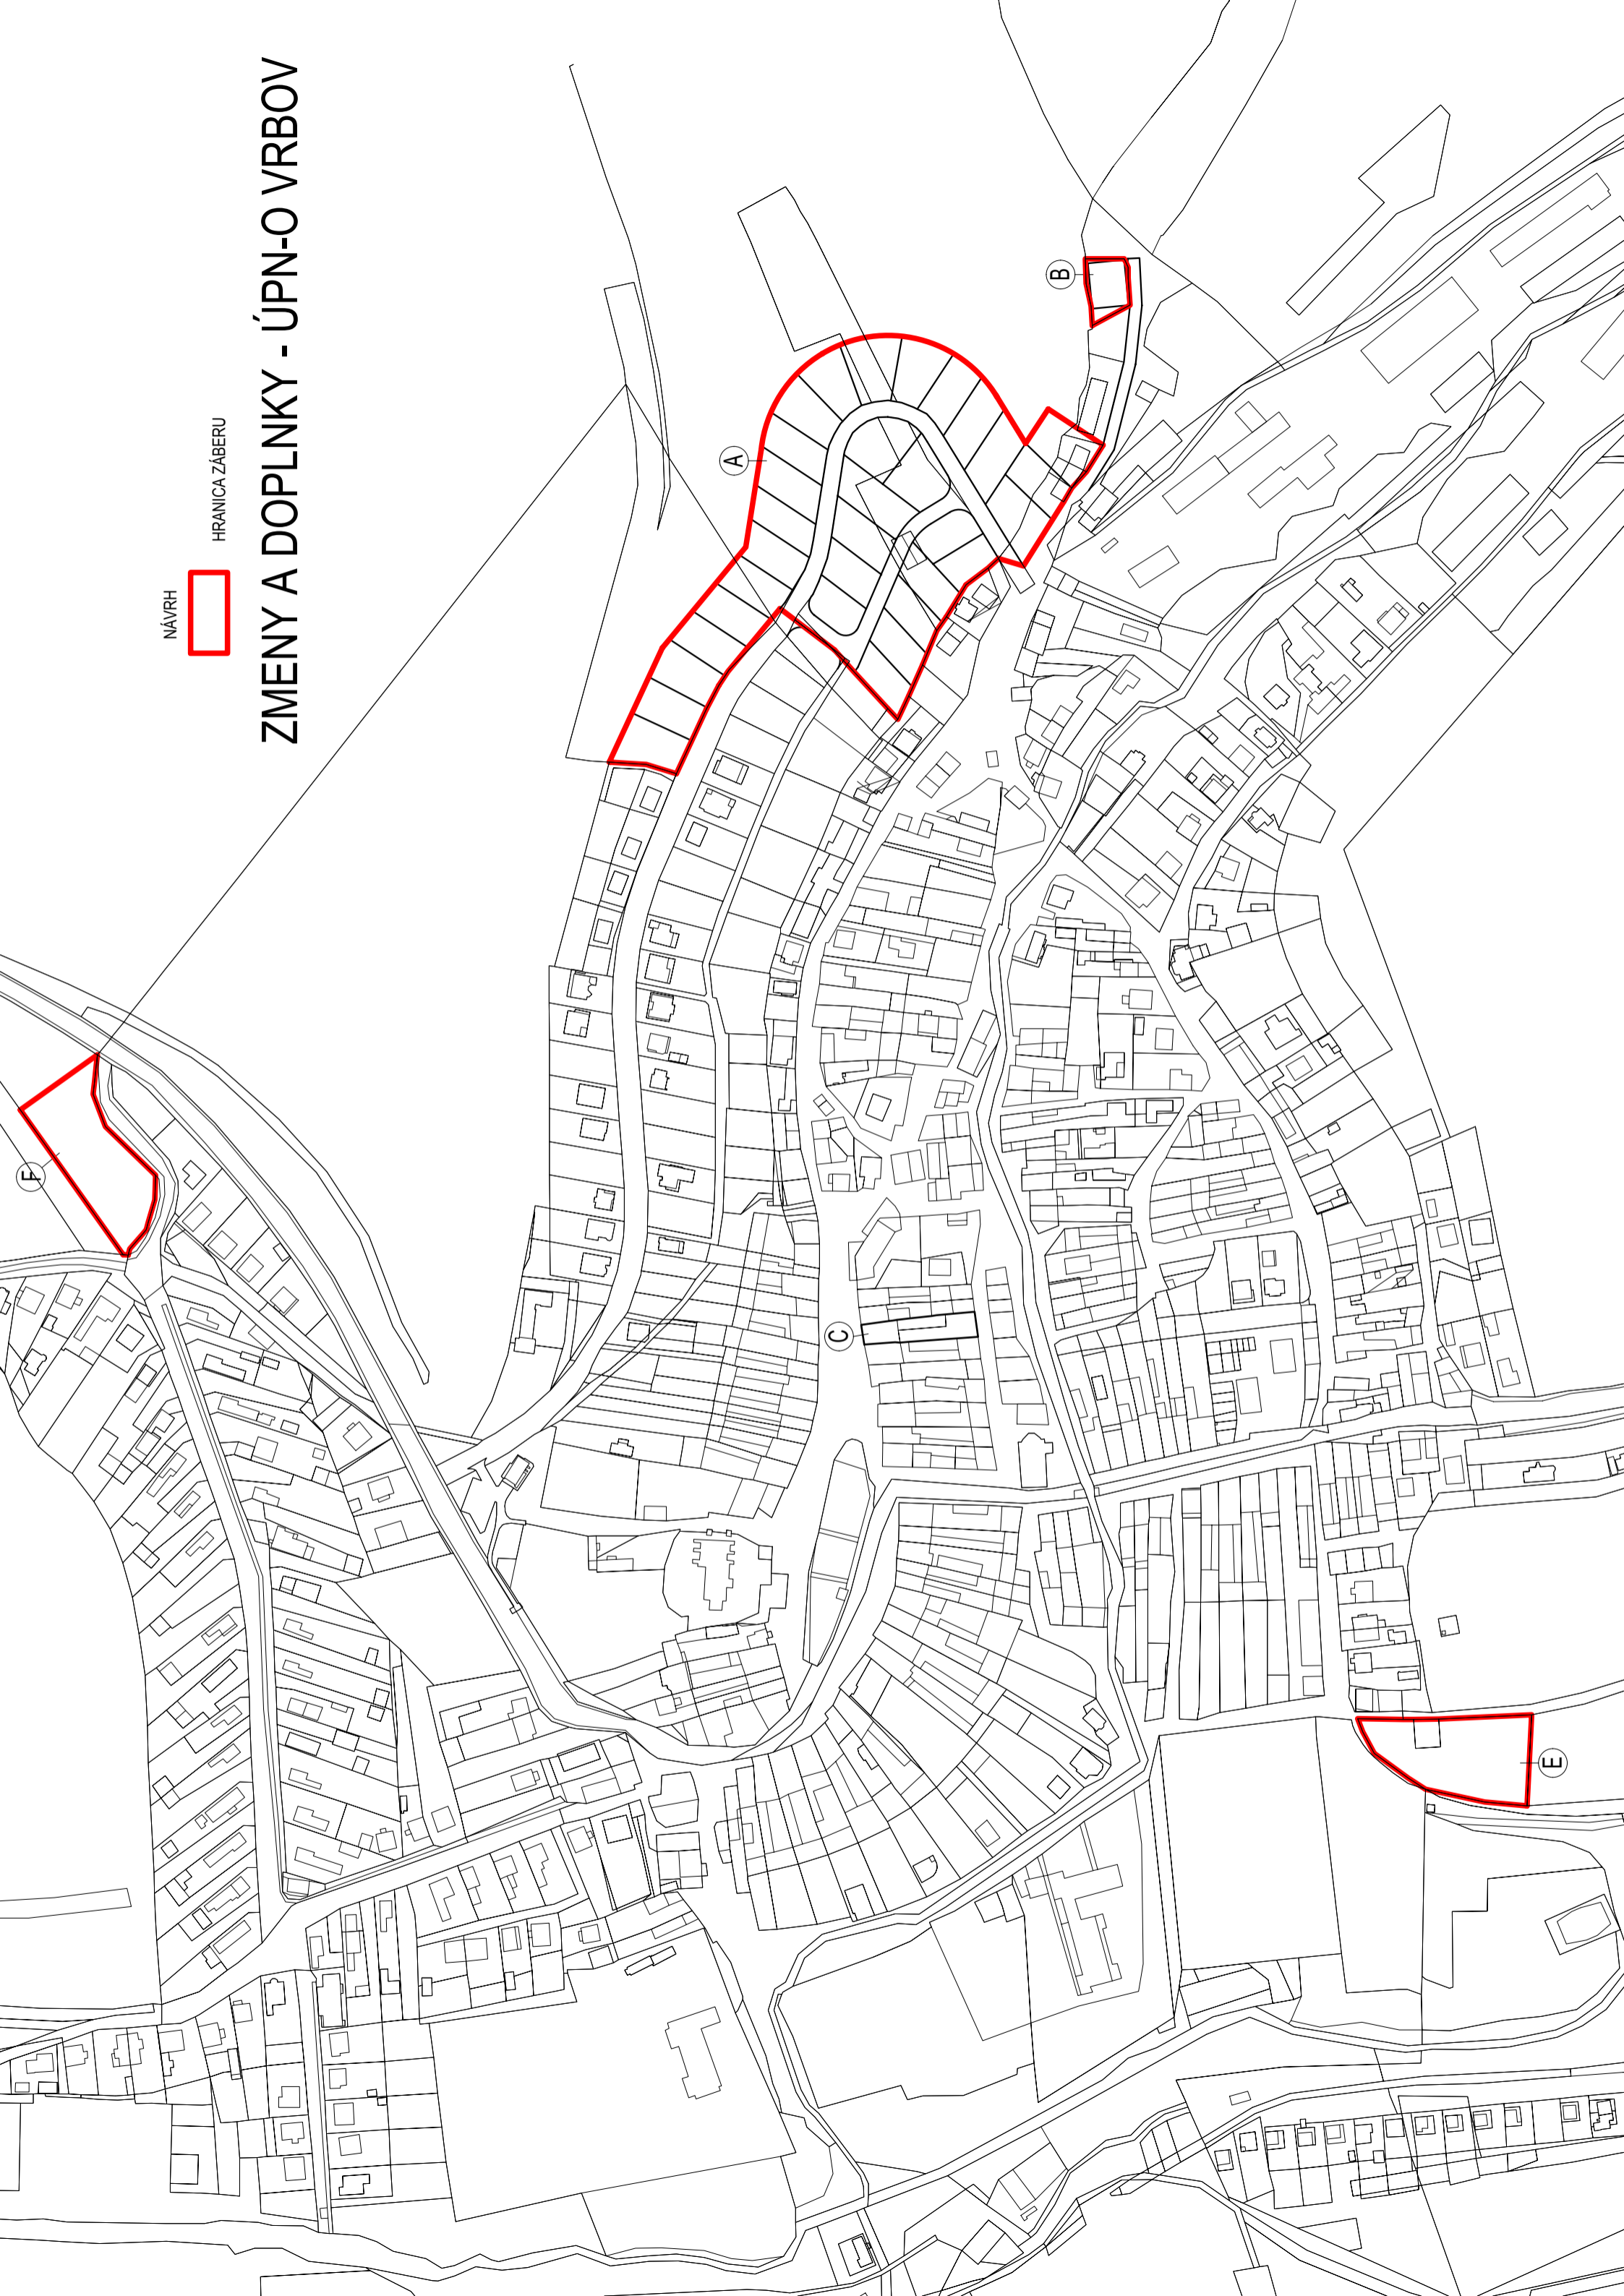 NÁVRH
HRANICA ZÁBERU
ZMENY A DOPLNKY - ÚPN-O VRBOV
F
A
B
C
E